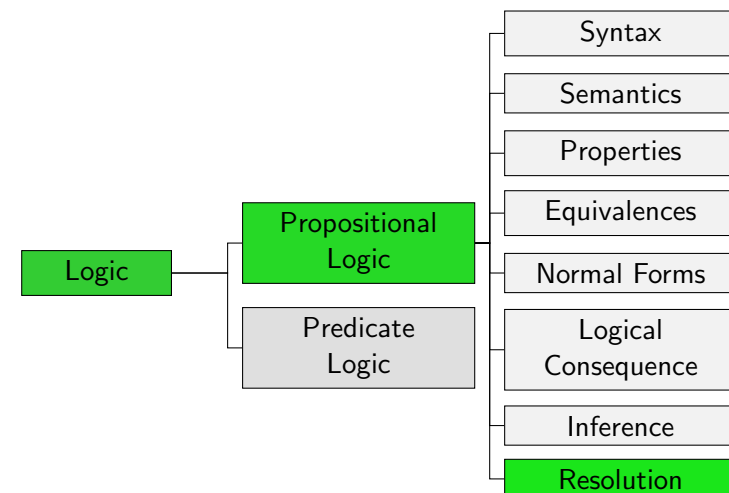 Logic
Propositional
Logic
Predicate
Logic
Syntax
Semantics
Properties
Equivalences
Normal Forms
Logical
Consequence
Inference
Resolution